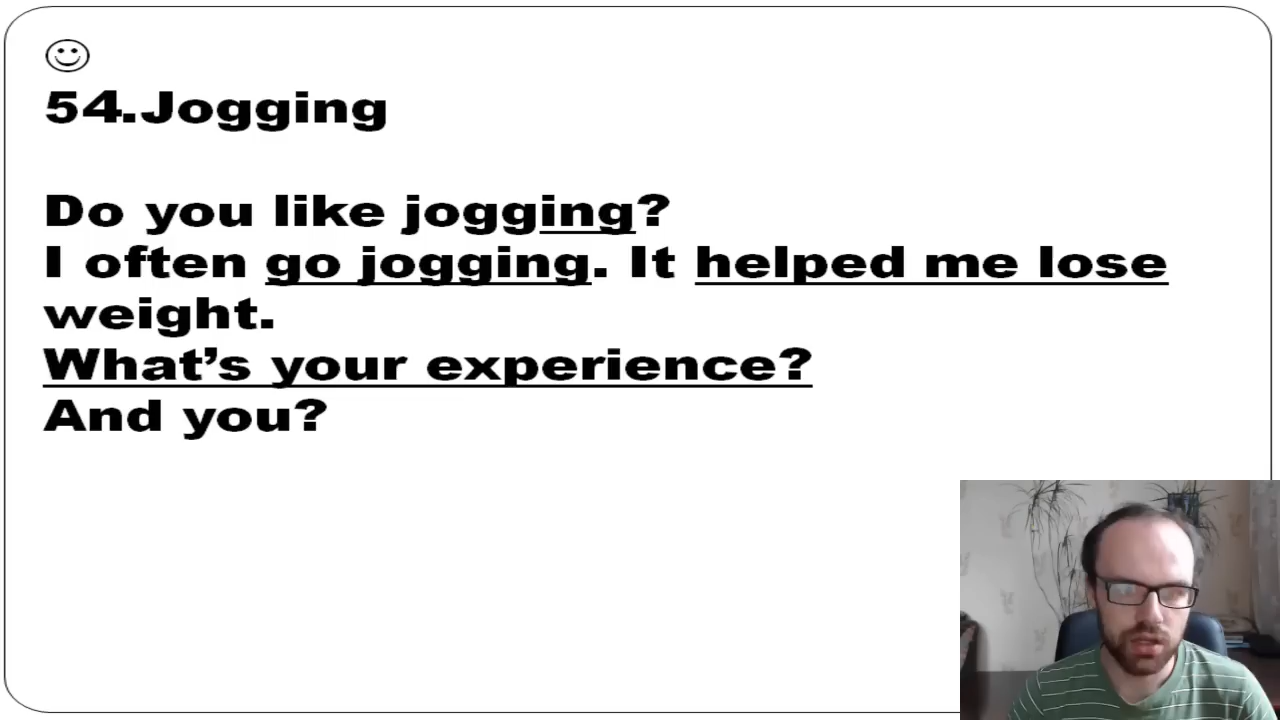 54.Jogging
Do you like jogging?
I often go jogging. It helped me lose
weight.
What’s your experience?
And you?